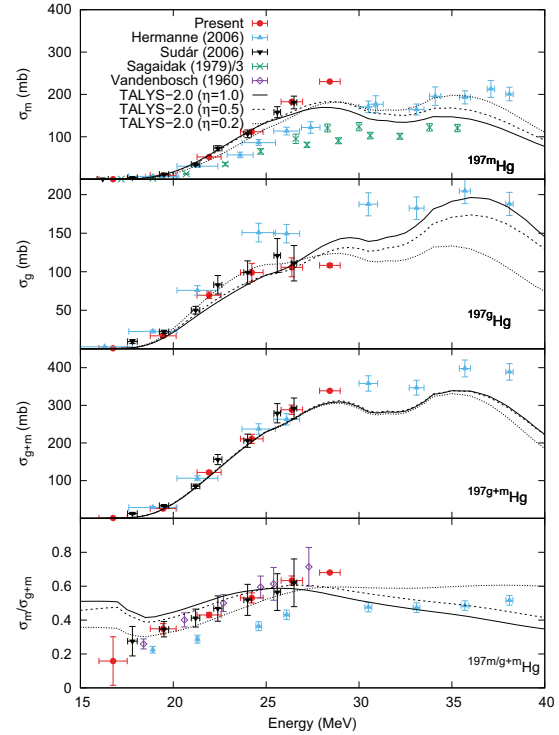 Present
Hermanne (2006)
Sudár (2006)
Sagaidak (1979)/3
Vandenbosch (1960)
TALYS-2.0 (η=1.0)
TALYS-2.0 (η=0.5)
TALYS-2.0 (η=0.2)
400
300
200
100
σm (mb)
197mHg
200
150
100
50
σg (mb)
197gHg
400
300
200
100
σg+m (mb)
197g+mHg
0.8
0.6
0.4
0.2
0
σm/σg+m
197m/g+mHg
15 20 25 30 35 40
Energy (MeV)